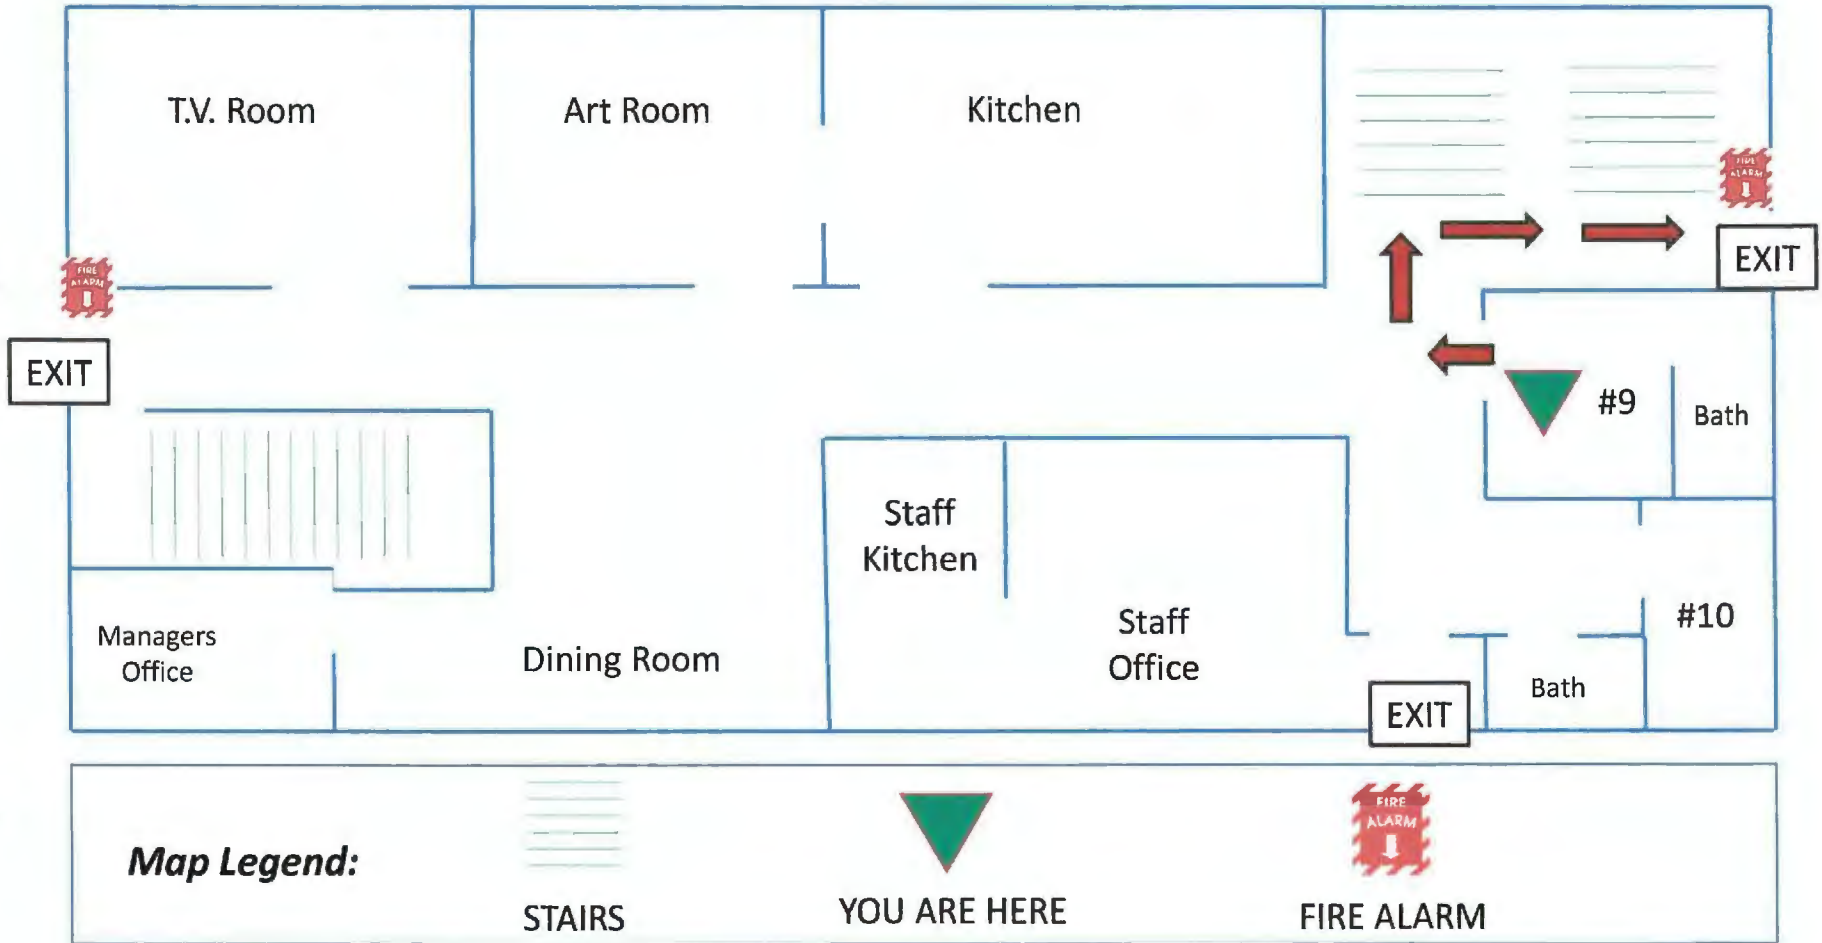 T.V. Room
Art Room
Kitchen
FIRE
ALARM
EXIT
FIRE
ALARM
EXIT
#9
Bath
Staff
Kitchen
Staff
Office
#10
Managers
Office
Dining Room
Bath
EXIT
Map Legend:
STAIRS
YOU ARE HERE
FIRE
ALARM
FIRE ALARM